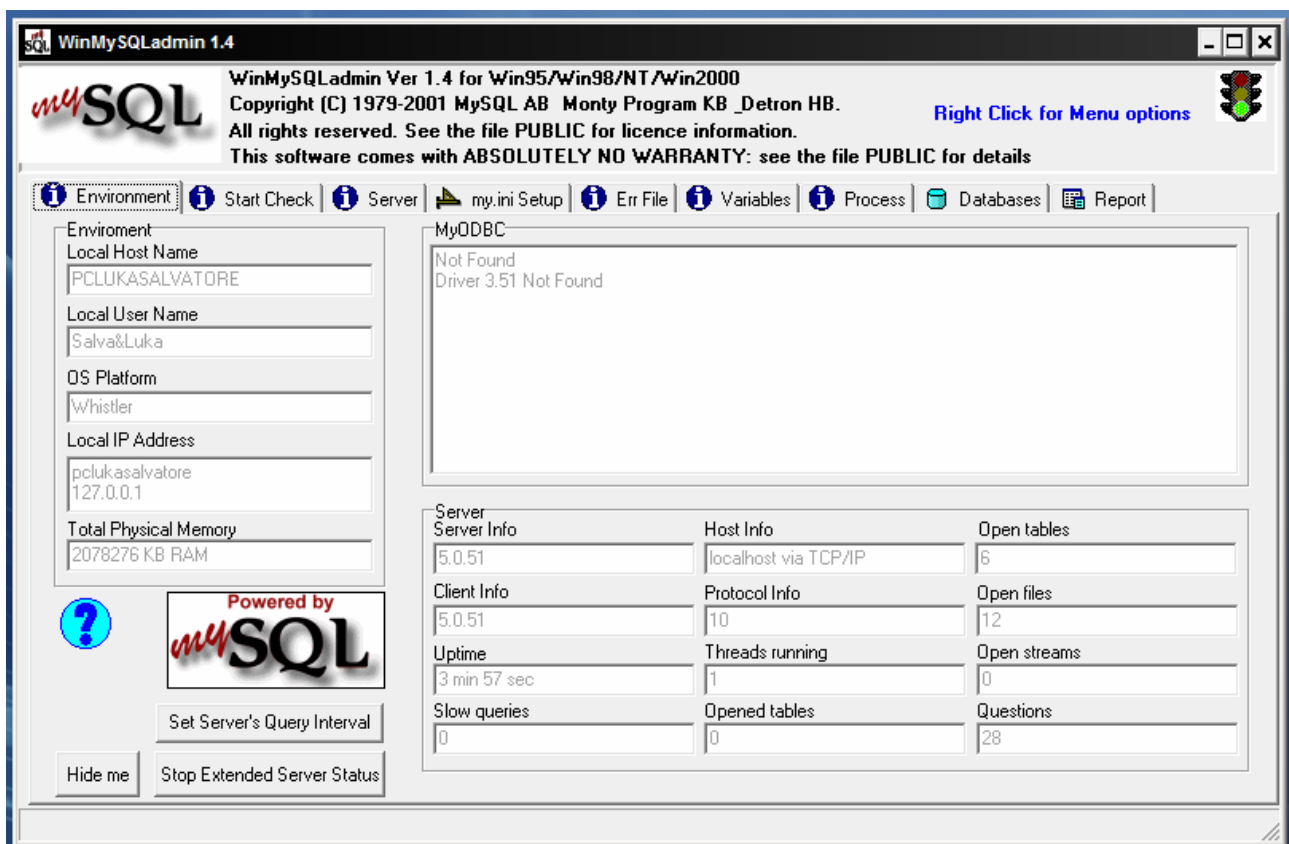 WinMySQLadmin 1.4
mySQL
WinMySQLadmin Ver 1.4 for Win95/Win98/NT/Win2000
Copyright (C) 1979-2001 MySQL AB Monty Program KB _Detron HB.
All rights reserved. See the file PUBLIC for licence information.
This software comes with ABSOLUTELY NO WARRANTY: see the file PUBLIC for details
Right Click for Menu options
Environment Start Check Server my.ini Setup Err File Variables Process Databases Report
Enviroment
Local Host Name
PCLUKASALVATORE
Local User Name
Salva&Luka
OS Platform
Whistler
Local IP Address
pclukasalvatore
127.0.0.1
Total Physical Memory
2078276 KB RAM
Powered by
mySQL
Set Server's Query Interval
Hide me Stop Extended Server Status
MyODBC
Not Found
Driver 3.51 Not Found
Server
Server Info Host Info Open tables
5.0.51 localhost via TCP/IP 6
Client Info Protocol Info Open files
5.0.51 10 12
Uptime Threads running Open streams
3 min 57 sec 1 0
Slow queries Opened tables Questions
0 0 28